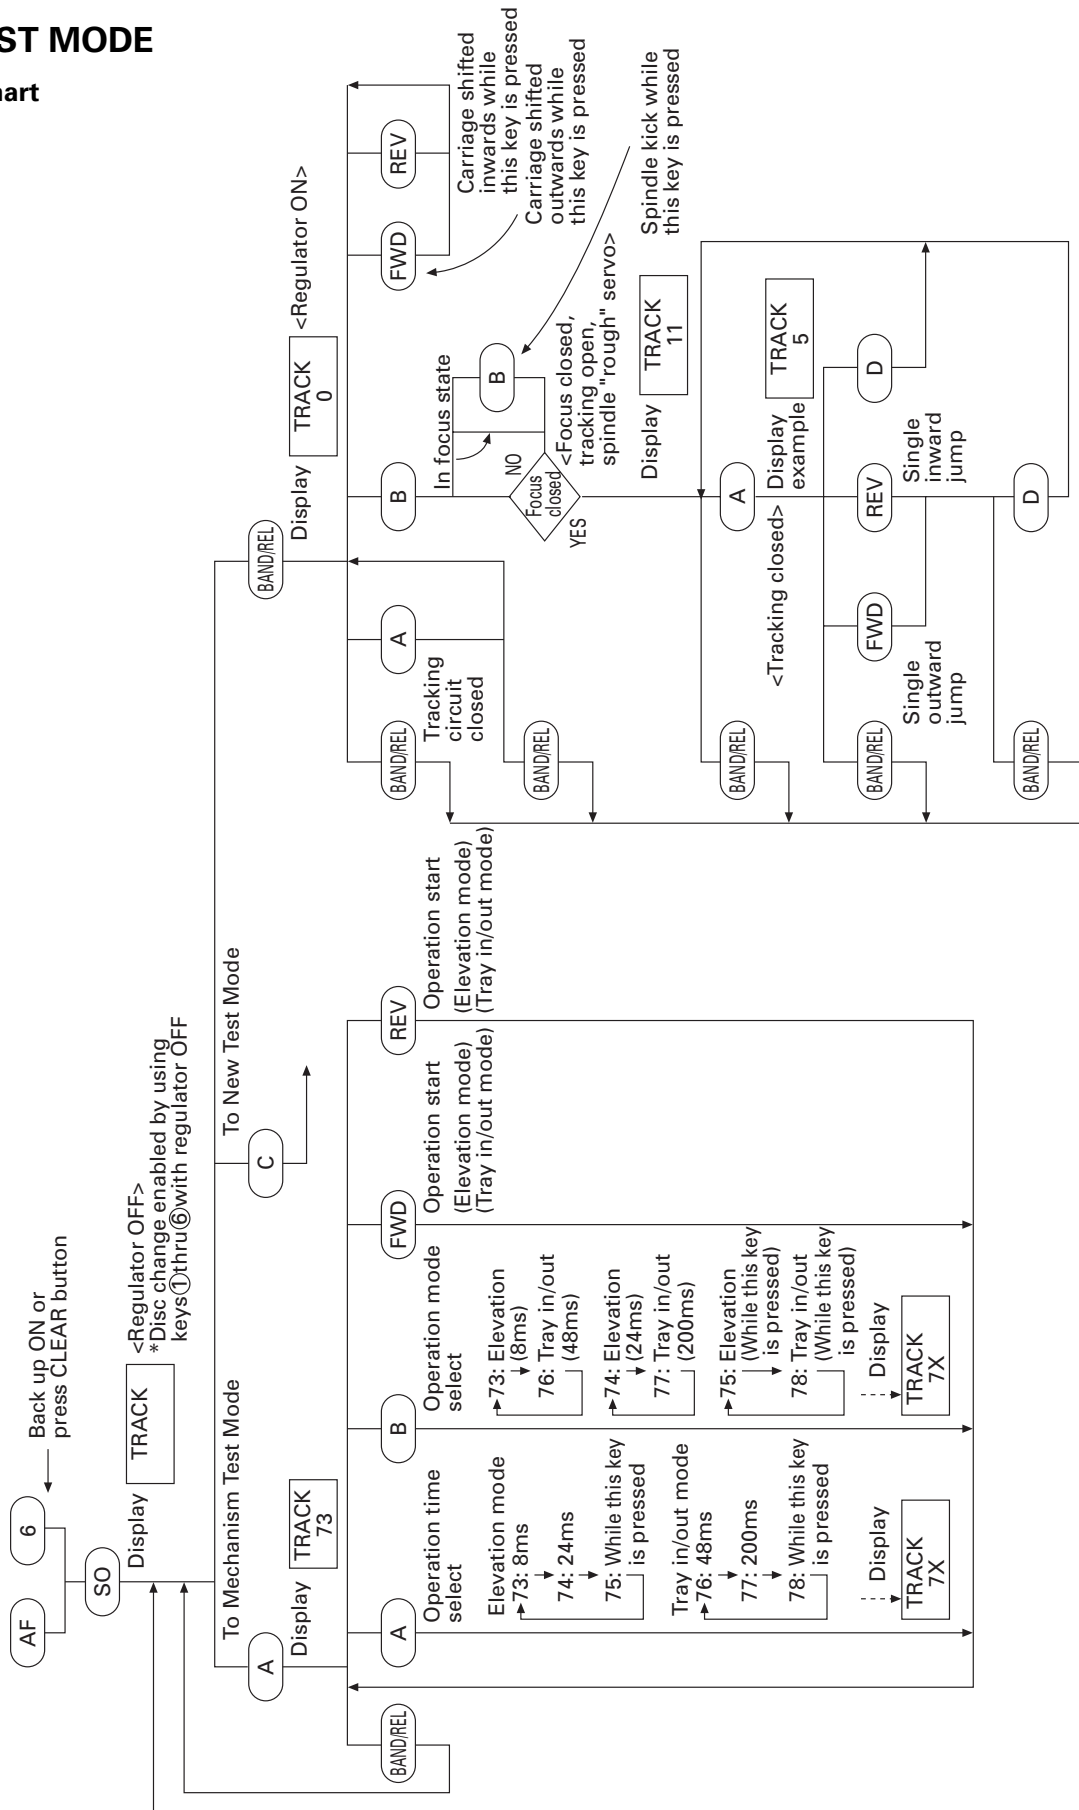 ST MODE
nart
AF
6
Back up ON or
press CLEAR button
SO
Display
TRACK
<Regulator OFF>
*Disc change enabled by using
keys①thru⑥with regulator OFF
To Mechanism Test Mode
A
Display
TRACK
73
To New Test Mode
C
BAND/REL
Display
TRACK
0
<Regulator ON>
BAND/REL
A
Operation time
select
Elevation mode
73: 8ms
74: 24ms
75: While this key
is pressed
Tray in/out mode
76: 48ms
77: 200ms
78: While this key
is pressed
Display
TRACK
7X
B
Operation mode
select
73: Elevation
(8ms)
76: Tray in/out
(48ms)
74: Elevation
(24ms)
77: Tray in/out
(200ms)
75: Elevation
(While this key
is pressed)
78: Tray in/out
(While this key
is pressed)
Display
TRACK
7X
FWD
Operation start
(Elevation mode)
(Tray in/out mode)
REV
Operation start
(Elevation mode)
(Tray in/out mode)
BAND/REL
A
Tracking
circuit
closed
BAND/REL
B
In focus state
B
NO
Focus
closed
YES
<Focus closed,
tracking open,
spindle "rough" servo>
Spindle kick while
this key is pressed
FWD
REV
Carriage shifted
inwards while
this key is pressed
Carriage shifted
outwards while
this key is pressed
Display
TRACK
11
BAND/REL
A
<Tracking closed>
Display
example
TRACK
5
BAND/REL
FWD
REV
D
Single
outward
jump
Single
inward
jump
BAND/REL
D